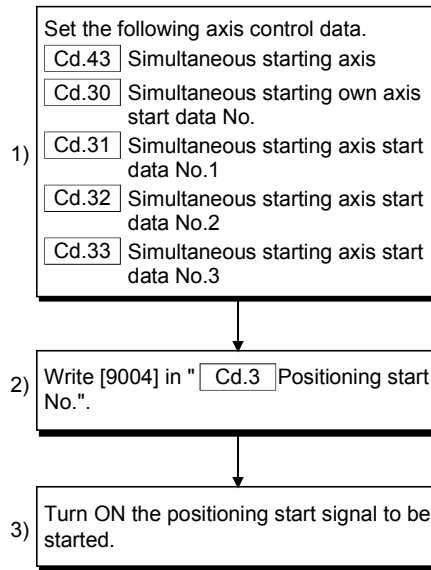 Set the following axis control data.
Cd.43 Simultaneous starting axis
Cd.30 Simultaneous starting own axis
start data No.
1) Cd.31 Simultaneous starting axis start
data No.1
Cd.32 Simultaneous starting axis start
data No.2
Cd.33 Simultaneous starting axis start
data No.3
2) Write [9004] in " Cd.3 Positioning start
No.".
3) Turn ON the positioning start signal to be
started.